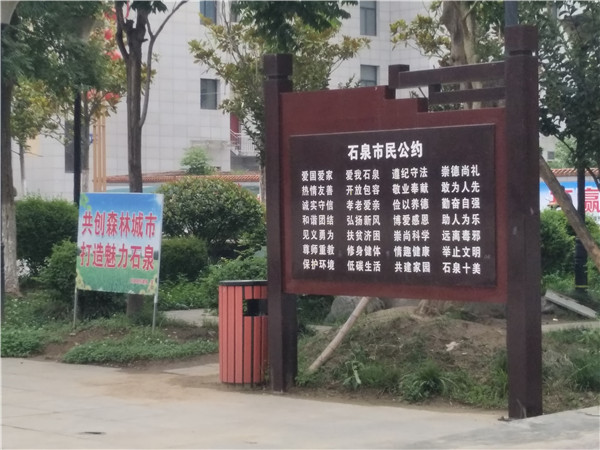 石泉市民公约
爱国爱家 爱我石泉 遵纪守法 崇德尚礼
热情友善 开放包容 敬业奉献 敢为人先
诚实守信 孝老爱亲 俭以养德 勤奋自强
和谐团结 弘扬新风 博爱感恩 助人为乐
见义勇为 扶贫济困 崇尚科学 远离毒邪
尊师重教 修身健体 情趣健康 举止文明
保护环境 低碳生活 共建家园 石泉十美
共创森林城市
打造魅力石泉
赢